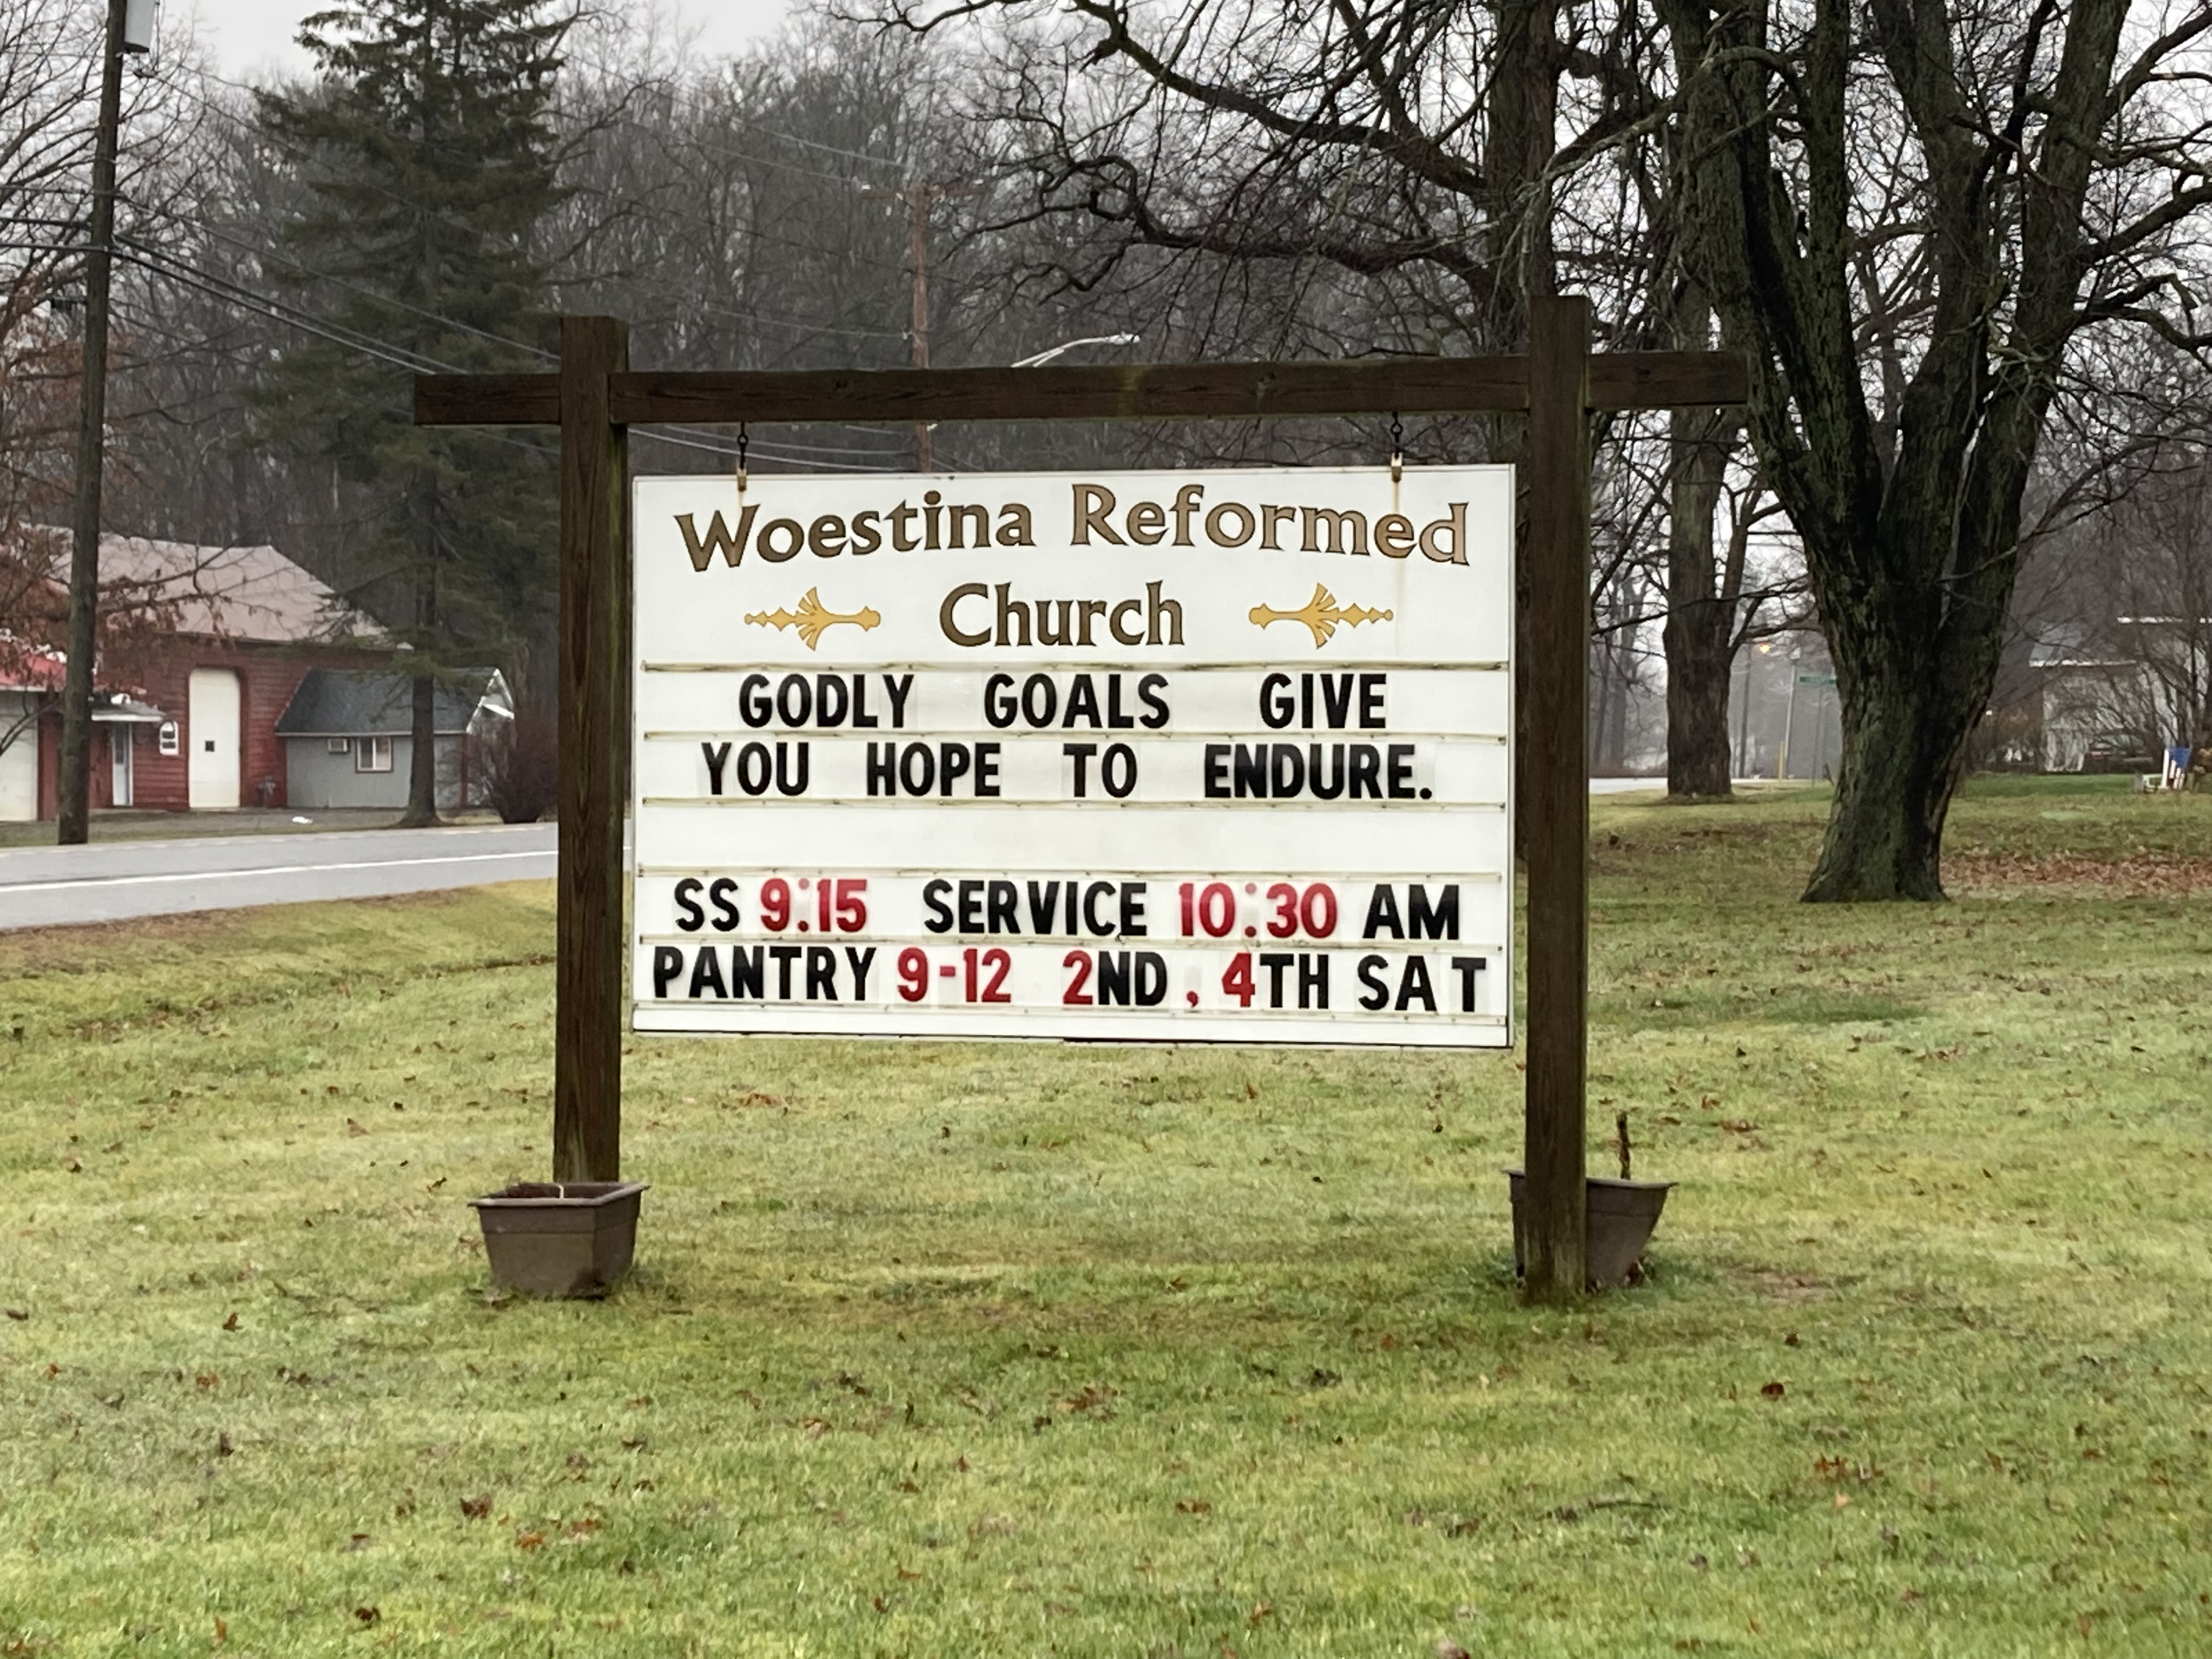 Woestina Reformed
Church
GODLY GOALS GIVE
YOU HOPE TO ENDURE.
SS 9:15 SERVICE 10:30 AM
PANTRY 9-12 2ND, 4TH SAT